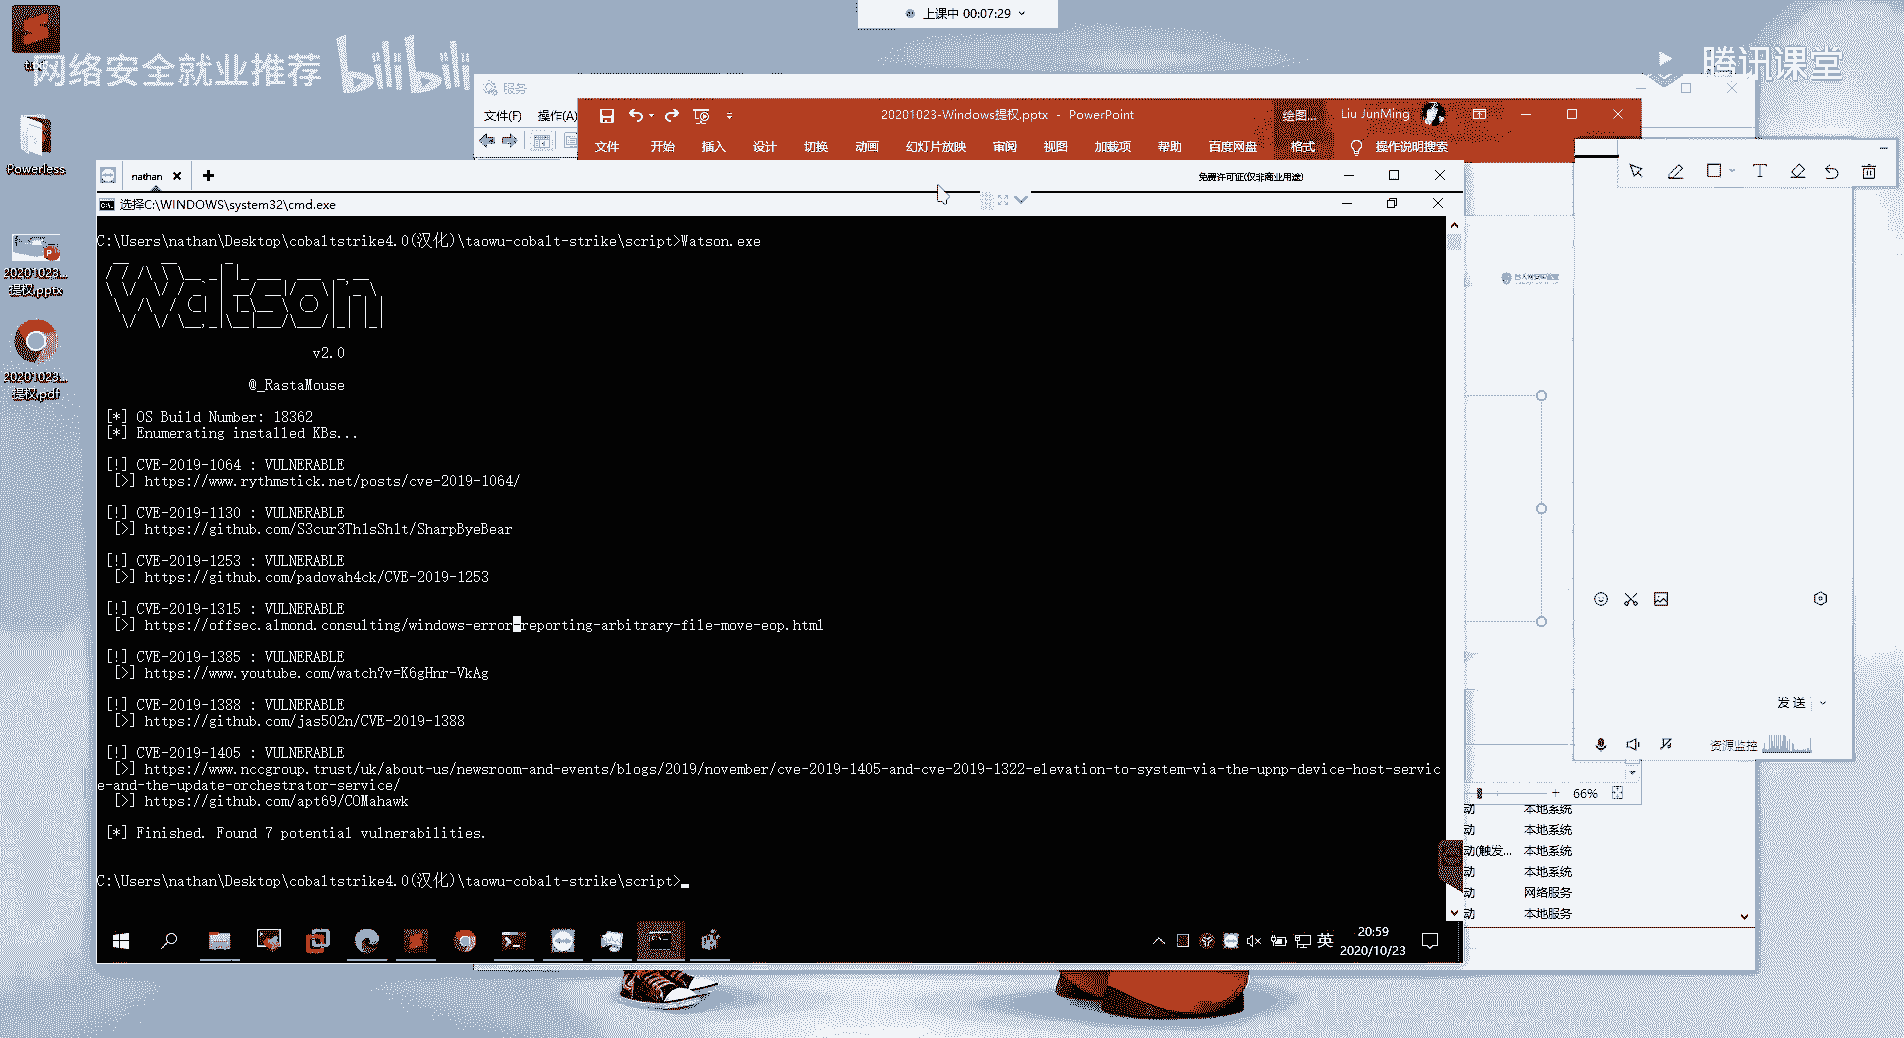 上课中 00:07:29
网络安全就业推荐 bilibili
腾讯课堂
服务
文件(F) 操作(A)
20201023-Windows提权.pptx - PowerPoint
绘图...
Liu JunMing
文件 开始 插入 设计 切换 动画 幻灯片放映 审阅 视图 加载项 帮助 百度网盘 格式 操作说明搜索
Powerless
20201023...
提权.pptx
20201023...
提权.pdf
nathan
免费许可证(仅非商业用途)
选择C:\WINDOWS\system32\cmd.exe
C:\Users\nathan\Desktop\cobaltstrike4.0(汉化)\taowu-cobalt-strike\script>Watson.exe
Watson
v2.0
@_RastaMouse
[*] OS Build Number: 18362
[*] Enumerating installed KBs...
[!] CVE-2019-1064 : VULNERABLE
[>] https://www.rythmstick.net/posts/cve-2019-1064/
[!] CVE-2019-1130 : VULNERABLE
[>] https://github.com/S3cur3Th1sSh1t/SharpByeBear
[!] CVE-2019-1253 : VULNERABLE
[>] https://github.com/padovah4ck/CVE-2019-1253
[!] CVE-2019-1315 : VULNERABLE
[>] https://offsec.almond.consulting/windows-error-reporting-arbitrary-file-move-eop.html
[!] CVE-2019-1385 : VULNERABLE
[>] https://www.youtube.com/watch?v=K6gHnr-VkAg
[!] CVE-2019-1388 : VULNERABLE
[>] https://github.com/jas502n/CVE-2019-1388
[!] CVE-2019-1405 : VULNERABLE
[>] https://www.nccgroup.trust/uk/about-us/newsroom-and-events/blogs/2019/november/cve-2019-1405-and-cve-2019-1322-elevation-to-system-via-the-upnp-device-host-servic
e-and-the-update-orchestrator-service/
[>] https://github.com/apt69/COMahawk
[*] Finished. Found 7 potential vulnerabilities.
C:\Users\nathan\Desktop\cobaltstrike4.0(汉化)\taowu-cobalt-strike\script>
发送
资源监控
66%
动 本地系统
动 本地系统
动(触发... 本地系统
动 本地系统
动 网络服务
动 本地服务
英
20:59
2020/10/23